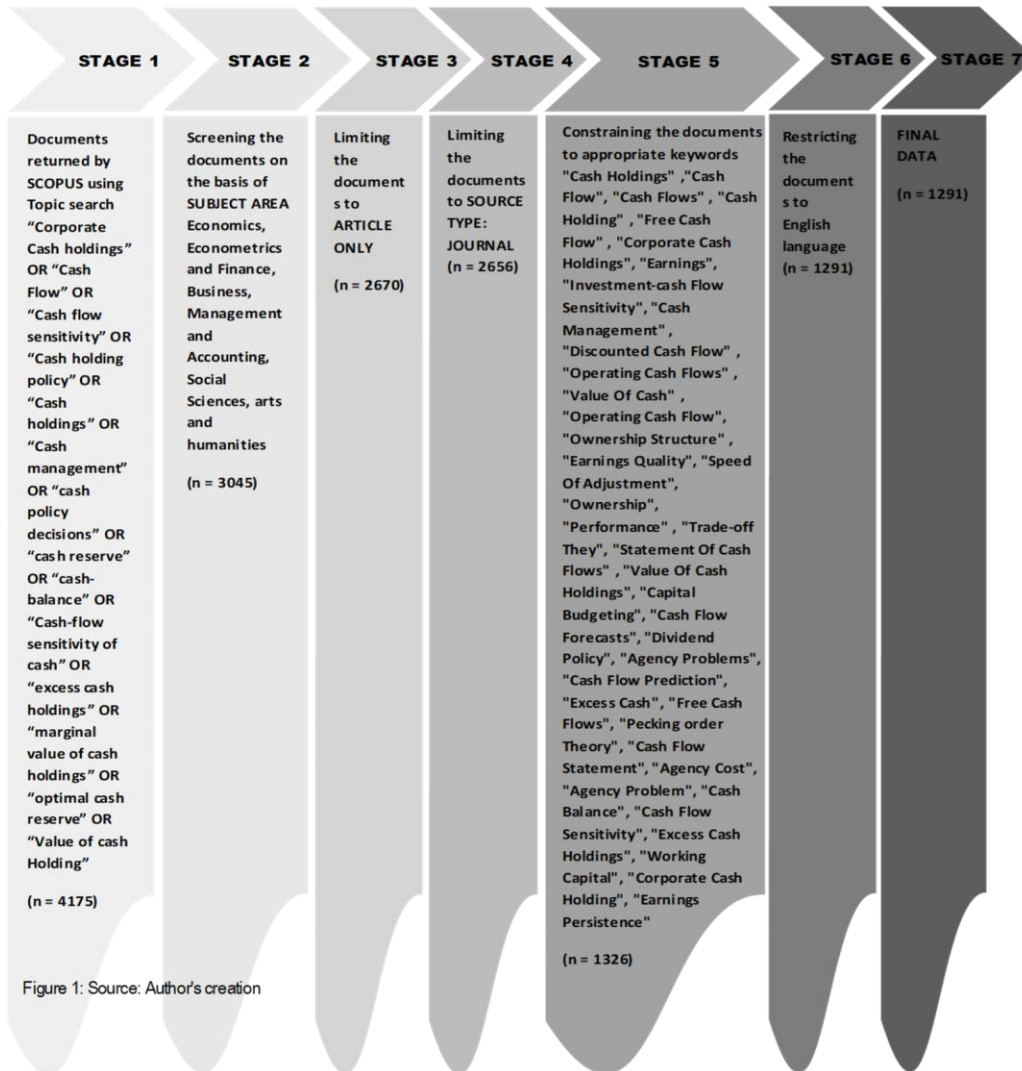 STAGE 1
STAGE 2
STAGE 3
STAGE 4
STAGE 5
STAGE 6
STAGE 7
Documents
returned by
SCOPUS using
Topic search
“Corporate
Cash holdings”
OR “Cash
Flow” OR
“Cash flow
sensitivity” OR
“Cash holding
policy” OR
“Cash
holdings” OR
“Cash
management”
OR “cash
policy
decisions” OR
“cash reserve”
OR “cash-
balance” OR
“Cash-flow
sensitivity of
cash” OR
“excess cash
holdings” OR
“marginal
value of cash
holdings” OR
“optimal cash
reserve” OR
“Value of cash
Holding”
(n = 4175)
Screening the
documents on
the basis of
SUBJECT AREA
Economics,
Econometrics
and Finance,
Business,
Management
and
Accounting,
Social
Sciences, arts
and
humanities
(n = 3045)
Limiting
the
document
s to
ARTICLE
ONLY
(n = 2670)
Limiting
the
documents
to SOURCE
TYPE:
JOURNAL
(n = 2656)
Constraining the documents
to appropriate keywords
"Cash Holdings" ,"Cash
Flow", "Cash Flows" , "Cash
Holding" , "Free Cash
Flow" , "Corporate Cash
Holdings", "Earnings",
"Investment-cash Flow
Sensitivity", "Cash
Management" ,
"Discounted Cash Flow" ,
"Operating Cash Flows" ,
"Value Of Cash" ,
"Operating Cash Flow",
"Ownership Structure" ,
"Earnings Quality", "Speed
Of Adjustment",
"Ownership",
"Performance" , "Trade-off
They", "Statement Of Cash
Flows" , "Value Of Cash
Holdings", "Capital
Budgeting", "Cash Flow
Forecasts", "Dividend
Policy", "Agency Problems",
"Cash Flow Prediction",
"Excess Cash", "Free Cash
Flows", "Pecking order
Theory", "Cash Flow
Statement", "Agency Cost",
"Agency Problem", "Cash
Balance", "Cash Flow
Sensitivity", "Excess Cash
Holdings", "Working
Capital", "Corporate Cash
Holding", "Earnings
Persistence"
(n = 1326)
Restricting
the
document
s to
English
language
(n = 1291)
FINAL
DATA
(n = 1291)
Figure 1: Source: Author's creation